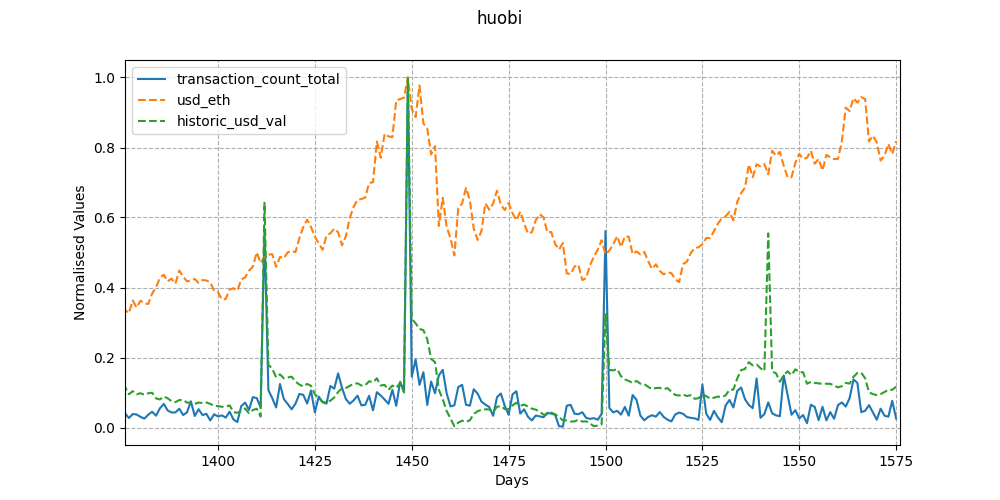 huobi
transaction_count_total
usd_eth
historic_usd_val
Normalisesd Values
1.0
0.8
0.6
0.4
0.2
0.0
1400 1425 1450 1475 1500 1525 1550 1575
Days